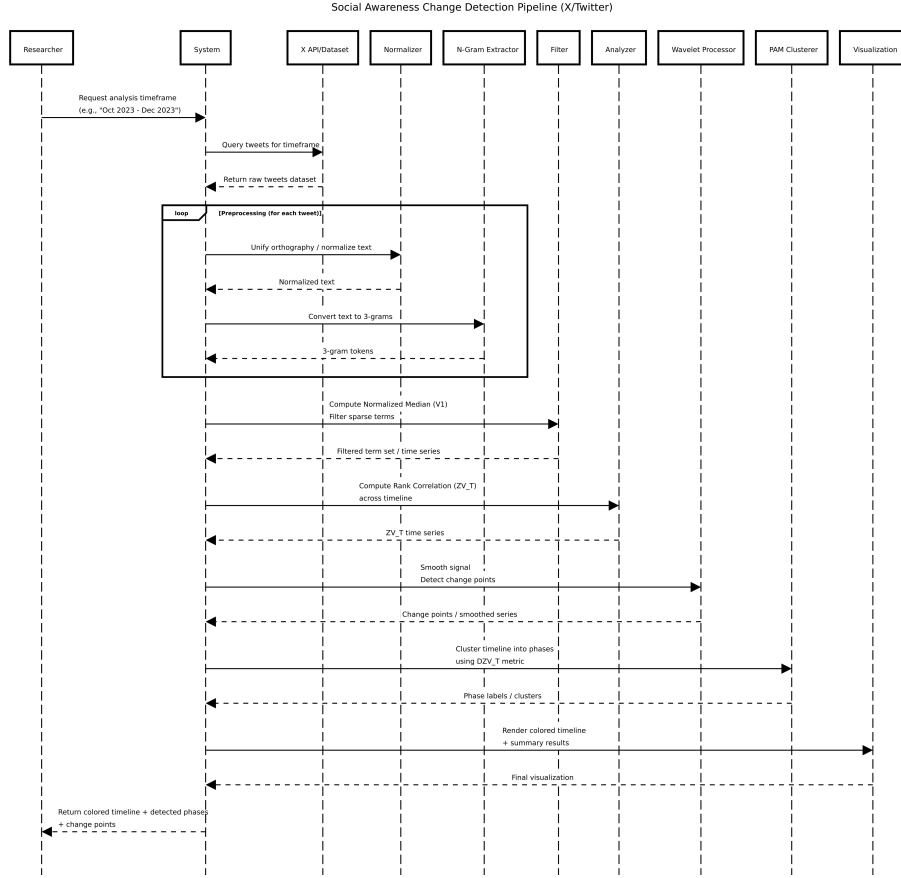 Social Awareness Change Detection Pipeline (X/Twitter)
Researcher
System
X API/Dataset
Normalizer
N-Gram Extractor
Filter
Analyzer
Wavelet Processor
PAM Clusterer
Visualization
Request analysis timeframe
(e.g., "Oct 2023 - Dec 2023")
Query tweets for timeframe
Return raw tweets dataset
loop
[Preprocessing (for each tweet)]
Unify orthography / normalize text
Normalized text
Convert text to 3-grams
3-gram tokens
Compute Normalized Median (V1)
Filter sparse terms
Filtered term set / time series
Compute Rank Correlation (ZV_T)
across timeline
ZV_T time series
Smooth signal
Detect change points
Change points / smoothed series
Cluster timeline into phases
using DZV_T metric
Phase labels / clusters
Render colored timeline
+ summary results
Final visualization
Return colored timeline + detected phases
+ change points